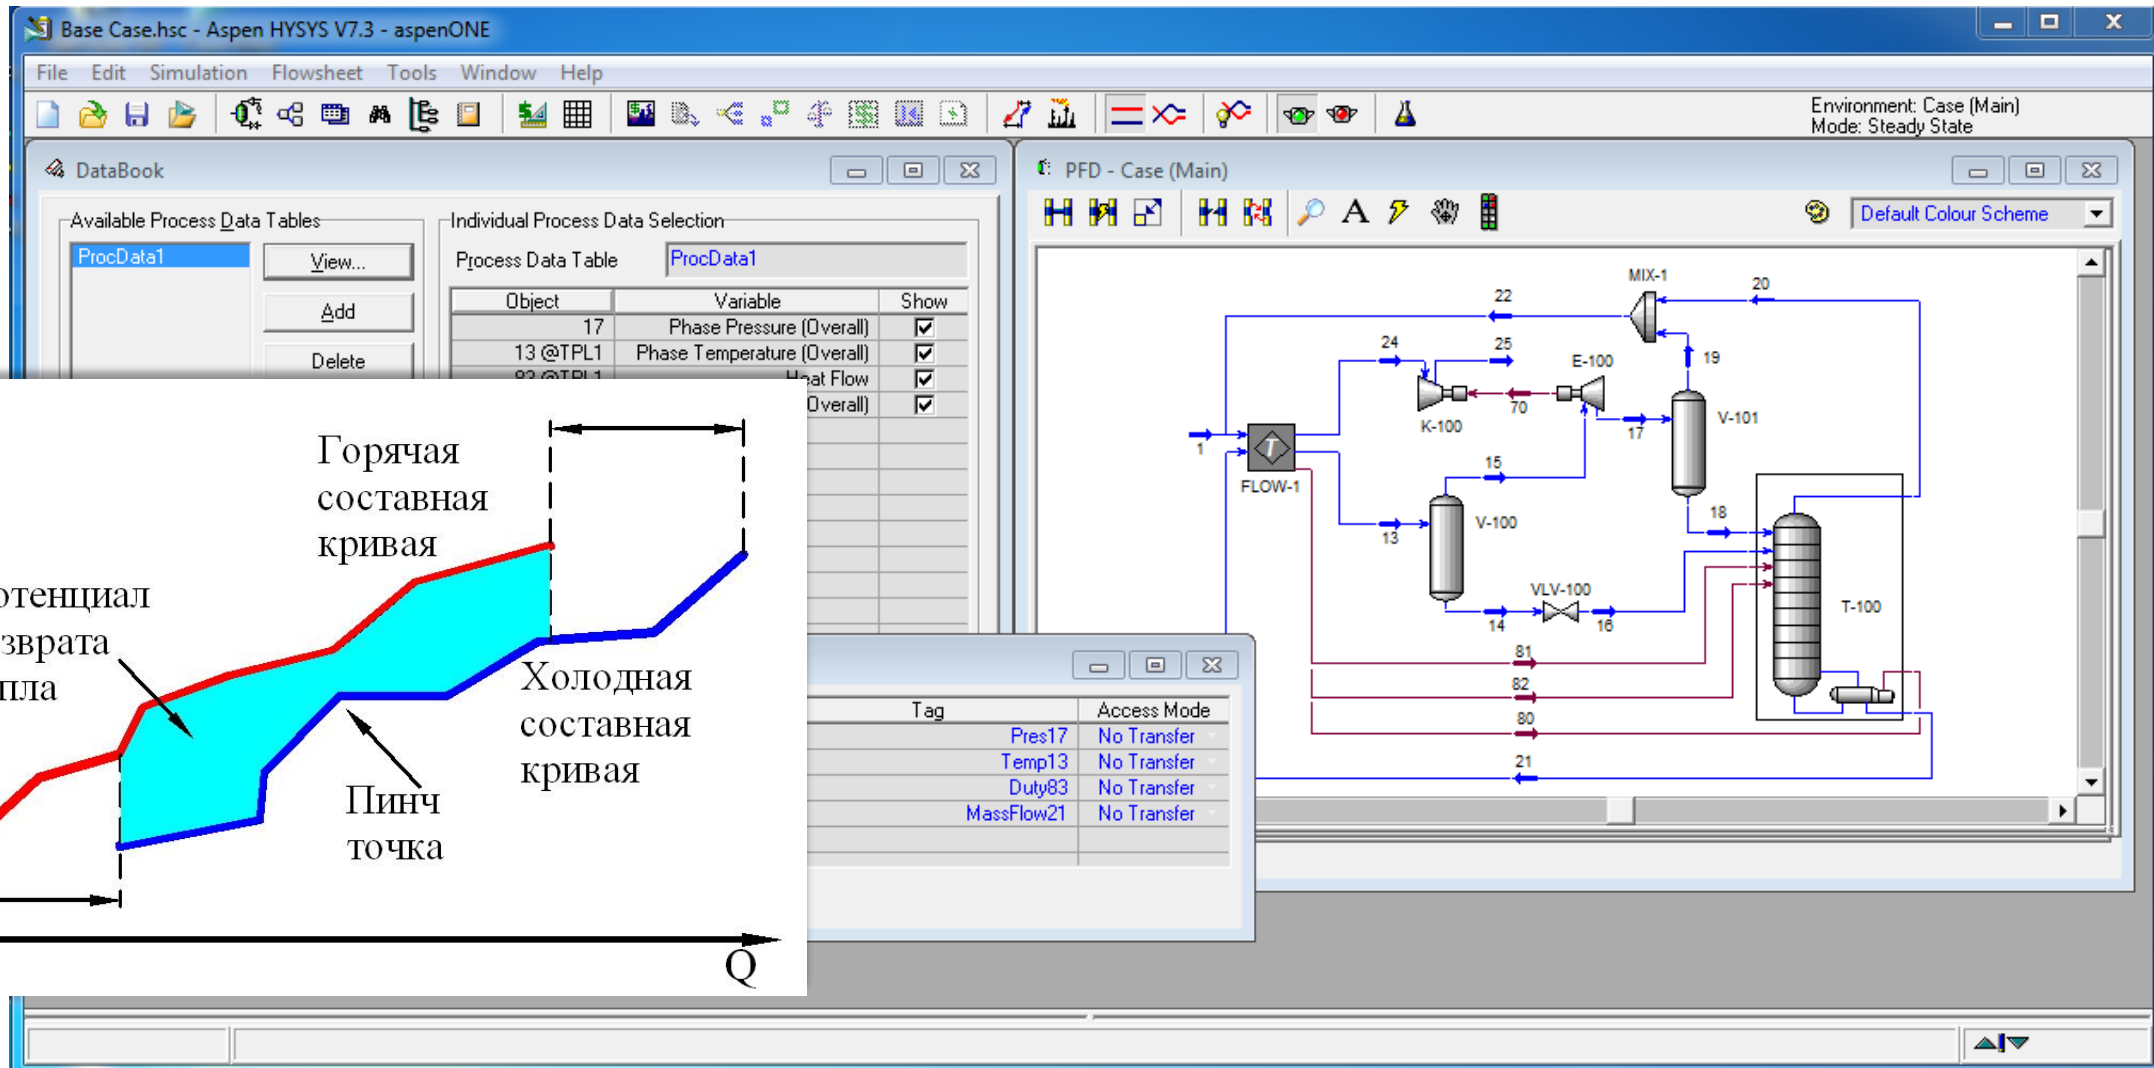 Base Case.hsc - Aspen HYSYS V7.3 - aspenONE
File Edit Simulation Flowsheet Tools Window Help
Environment: Case (Main)
Mode: Steady State
DataBook
Available Process Data Tables
ProcData1
View...
Add
Delete
Individual Process Data Selection
Process Data Table ProcData1
Object Variable Show
17 Phase Pressure (Overall)
13 @TPL1 Phase Temperature (Overall)
83 @TPL1 Heat Flow
Overall)
Tag Access Mode
Pres17 No Transfer
Temp13 No Transfer
Duty83 No Transfer
MassFlow21 No Transfer
PFD - Case (Main)
A
Default Colour Scheme
MIX-1
20
22
24
25
E-100
19
70
K-100
17
V-101
1
T
FLOW-1
15
V-100
13
18
VLV-100
14
16
T-100
81
82
80
21
Горячая
составная
кривая
отенциал
зврата
пла
Холодная
составная
кривая
Пинч
точка
Q